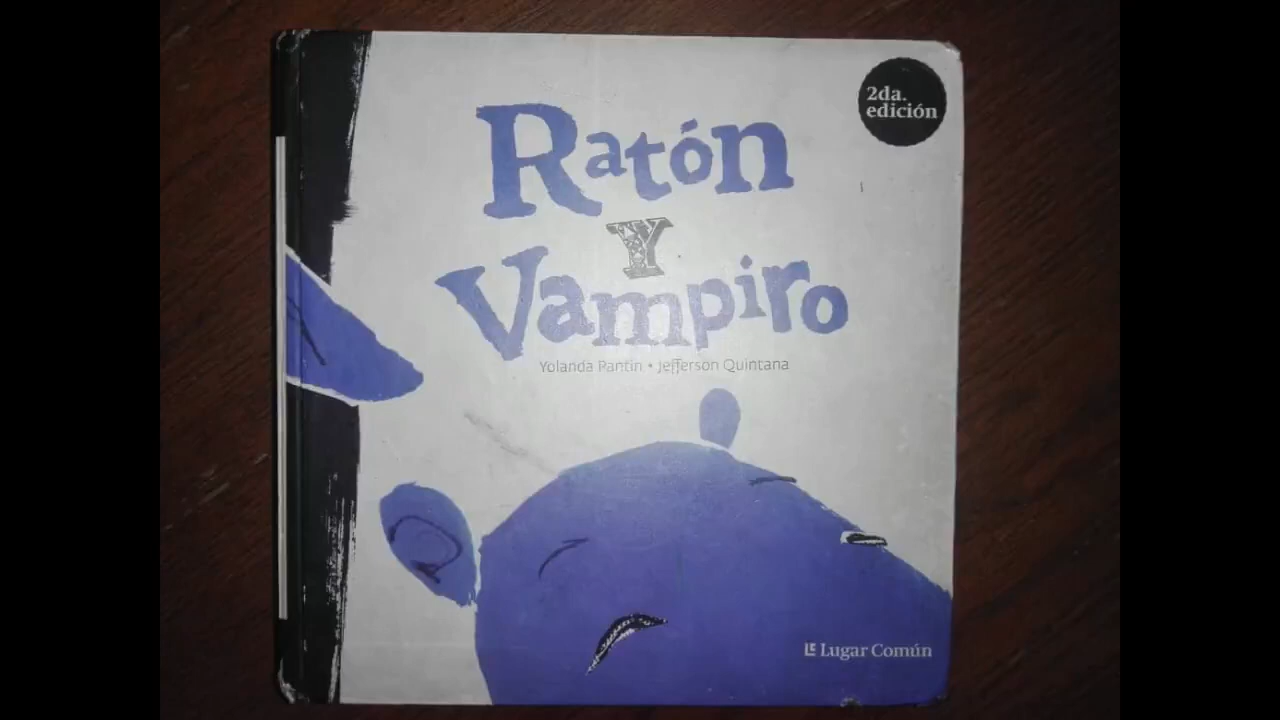 2da.
edición
Ratón
Y
Vampiro
Yolanda Pantin • Jefferson Quintana
Lugar Común